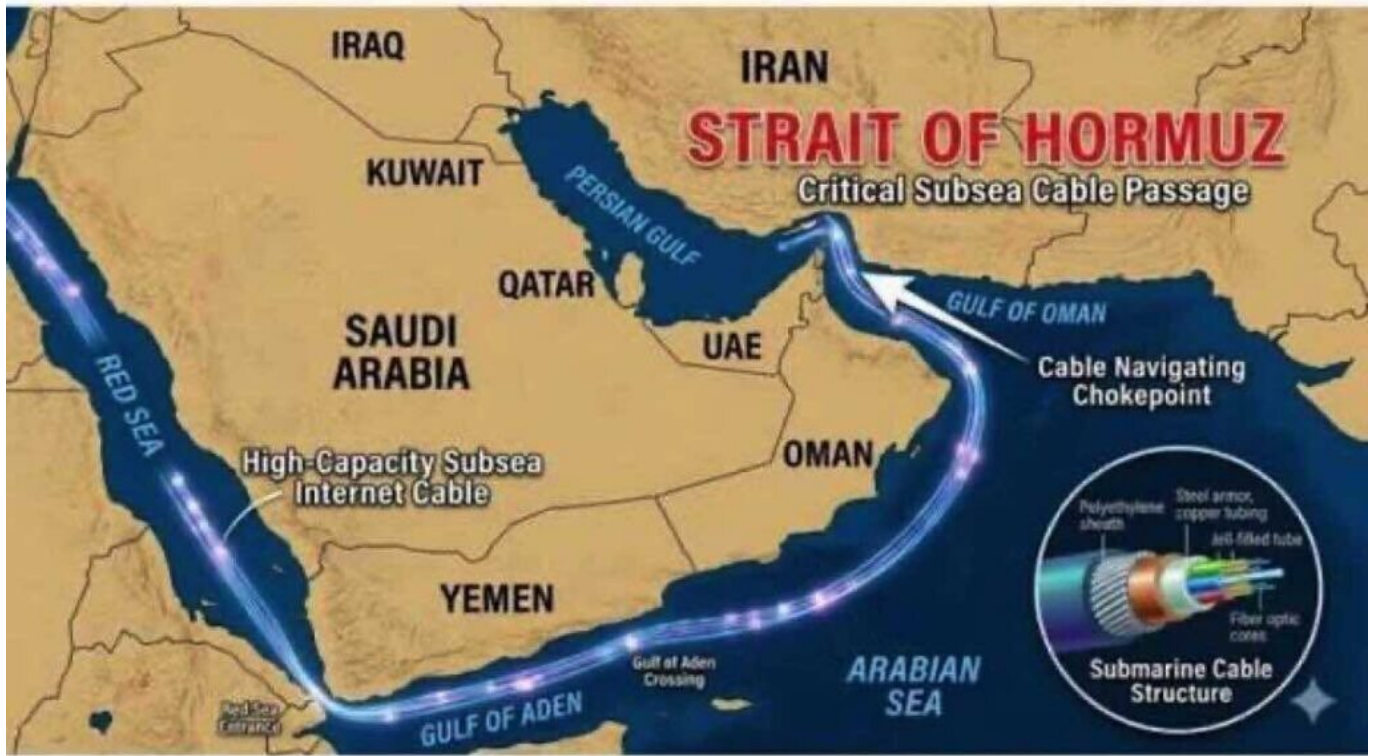 IRAQ
IRAN
STRAIT OF HORMUZ
Critical Subsea Cable Passage
KUWAIT
PERSIAN GULF
QATAR
GULF OF OMAN
SAUDI
ARABIA
UAE
Cable Navigating
Chokepoint
RED SEA
High-Capacity Subsea
Internet Cable
OMAN
Polyethylene
sheath
Steel armor,
copper tubing
Jell-filled tube
Fiber optic
cores
Submarine Cable
Structure
YEMEN
Gulf of Aden
Crossing
ARABIAN
SEA
Red Sea
Entrance
GULF OF ADEN